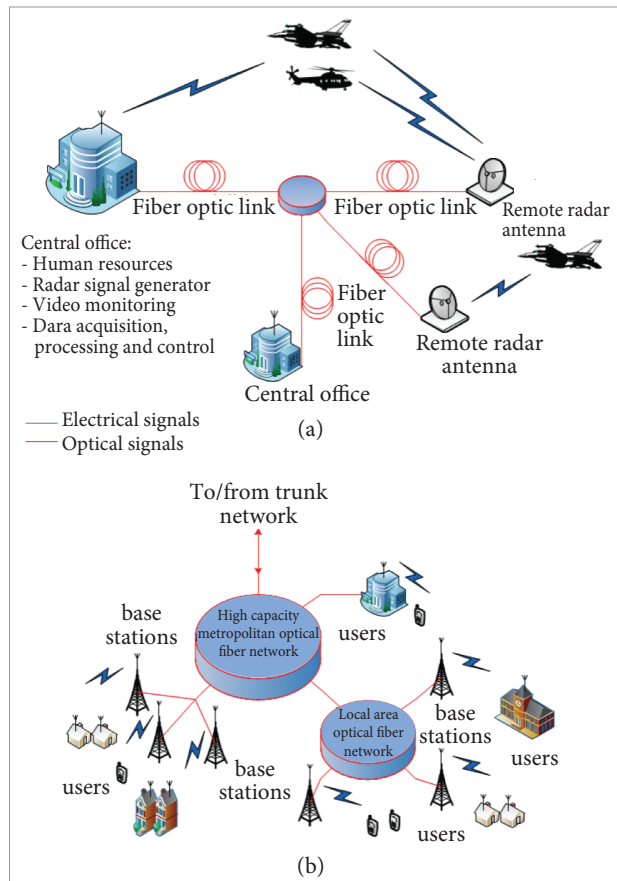 Fiber optic link
Fiber optic link
Remote radar
antenna
Central office:
- Human resources
- Radar signal generator
- Video monitoring
- Dara acquisition,
processing and control
Fiber
optic
link
Remote radar
antenna
Central office
Electrical signals
Optical signals
(a)
To/from trunk
network
High capacity
metropolitan optical
fiber network
users
base
stations
Local area
optical fiber
network
base
stations
users
users
base
stations
users
(b)